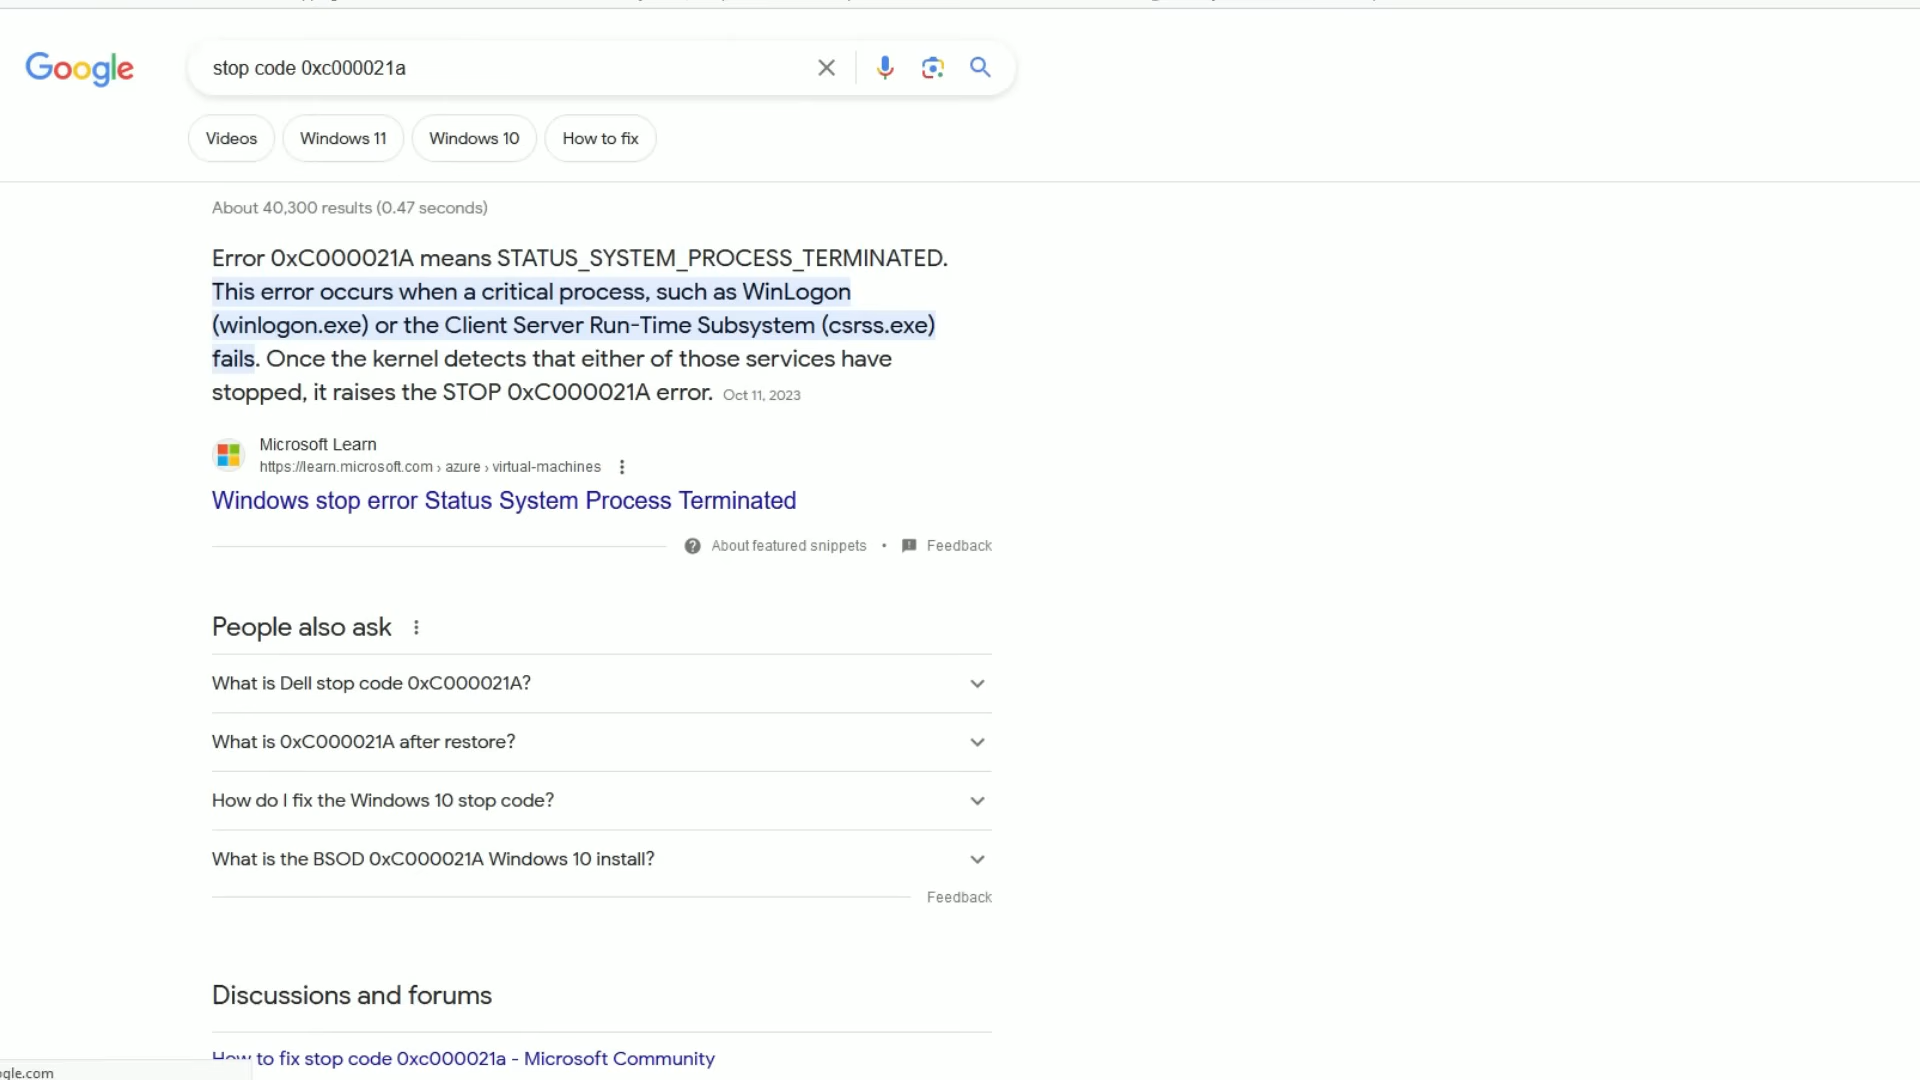 Google
stop code 0xc000021a
Videos
Windows 11
Windows 10
How to fix
About 40,300 results (0.47 seconds)
Error 0xC000021A means STATUS_SYSTEM_PROCESS_TERMINATED.
This error occurs when a critical process, such as WinLogon
(winlogon.exe) or the Client Server Run-Time Subsystem (csrss.exe)
fails. Once the kernel detects that either of those services have
stopped, it raises the STOP 0xC000021A error. Oct 11, 2023
Microsoft Learn
https://learn.microsoft.com › azure › virtual-machines
Windows stop error Status System Process Terminated
About featured snippets • Feedback
People also ask
What is Dell stop code 0xC000021A?
What is 0xC000021A after restore?
How do I fix the Windows 10 stop code?
What is the BSOD 0xC000021A Windows 10 install?
Feedback
Discussions and forums
How to fix stop code 0xc000021a - Microsoft Community
gle.com